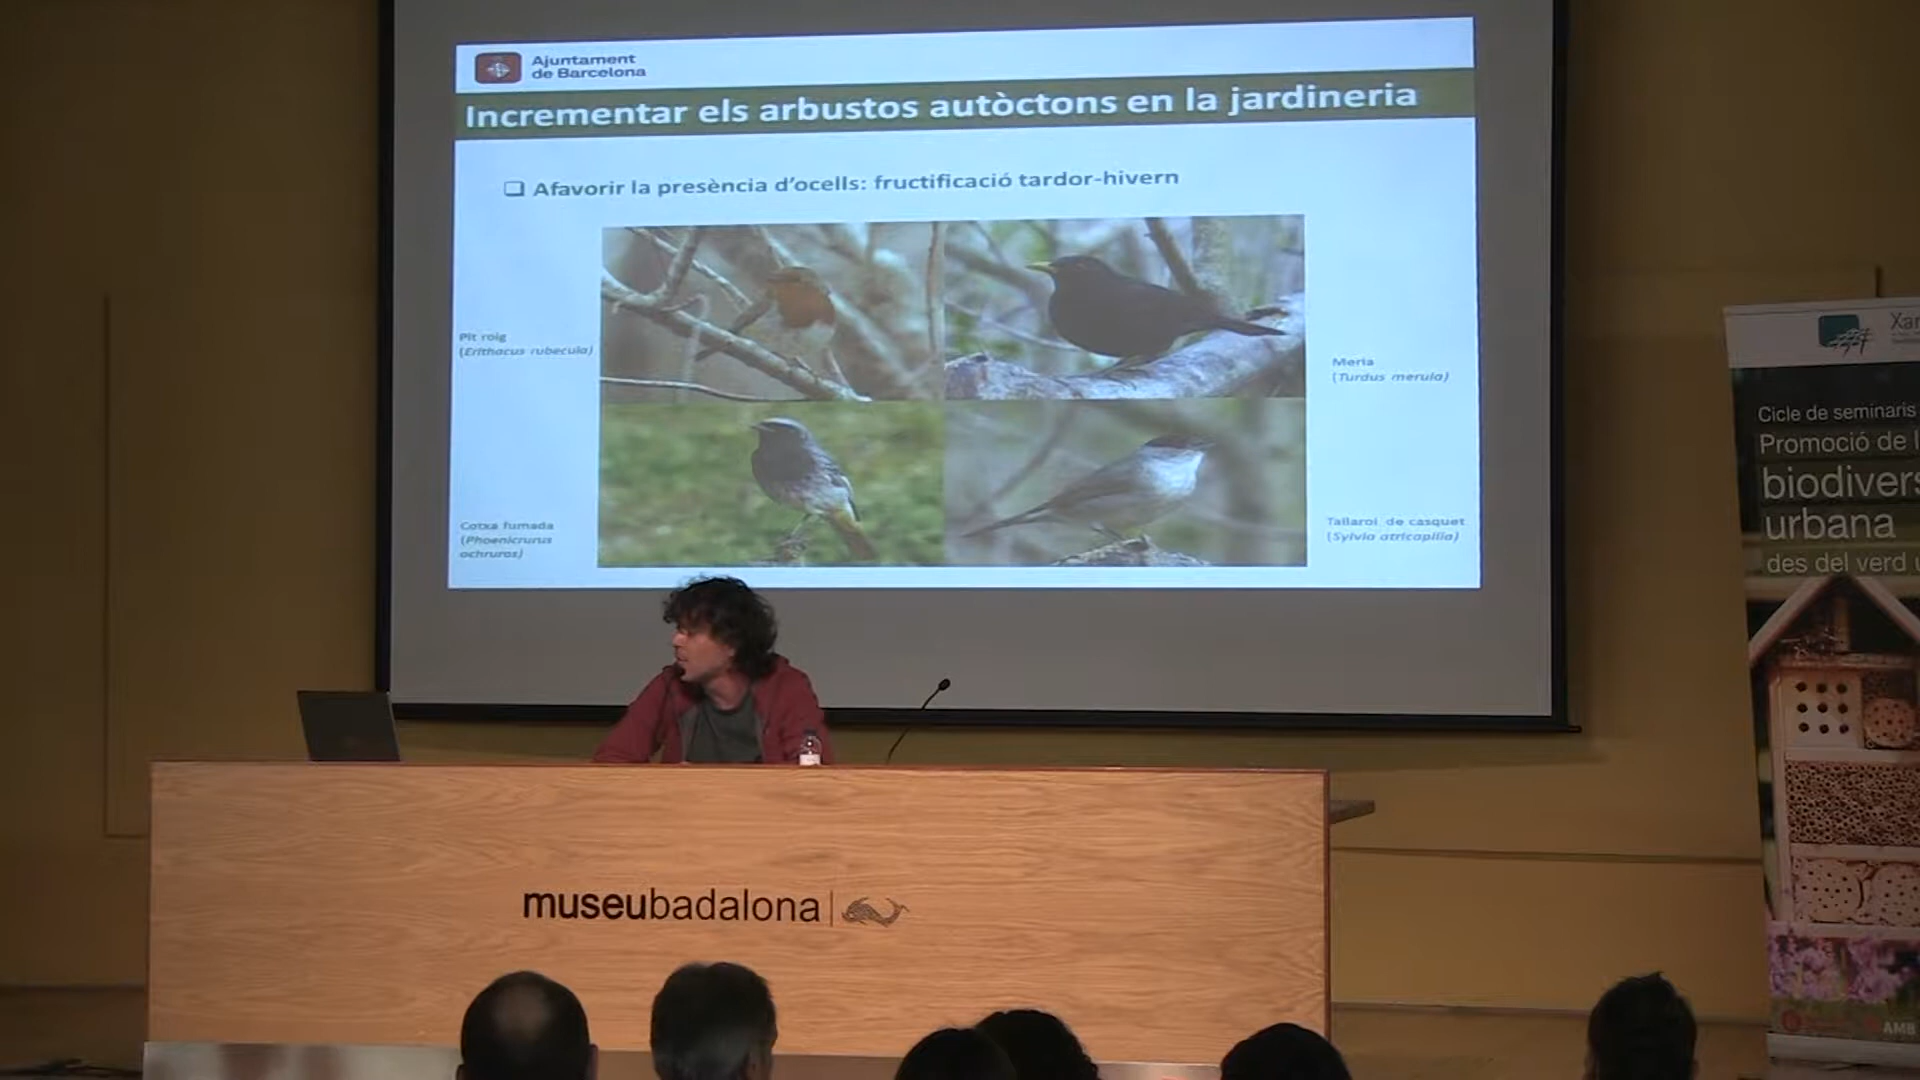 Ajuntament
de Barcelona
Incrementar els arbustos autòctons en la jardineria
Afavorir la presència d'ocells: fructificació tardor-hivern
Pit roig
(Erithacus rubecula)
Merla
(Turdus merula)
Cotxa fumada
(Phoenicrurus
ochruros)
Tallarol de casquet
(Sylvia atricapilla)
museubadalona
Cicle de seminaris
Promoció de l
biodivers
urbana
des del verd u
AMB